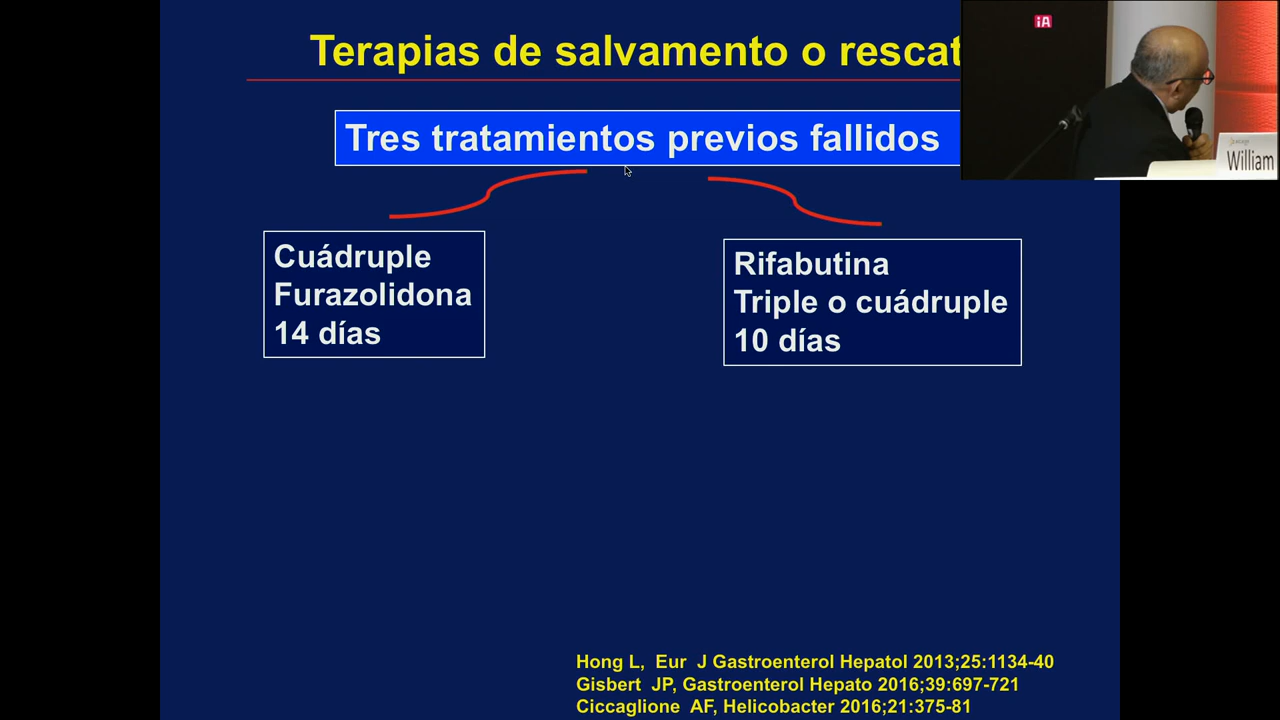 Terapias de salvamento o rescat
Tres tratamientos previos fallidos
Cuádruple
Furazolidona
14 días
Rifabutina
Triple o cuádruple
10 días
Hong L, Eur J Gastroenterol Hepatol 2013;25:1134-40
Gisbert JP, Gastroenterol Hepato 2016;39:697-721
Ciccaglione AF, Helicobacter 2016;21:375-81
iA
William